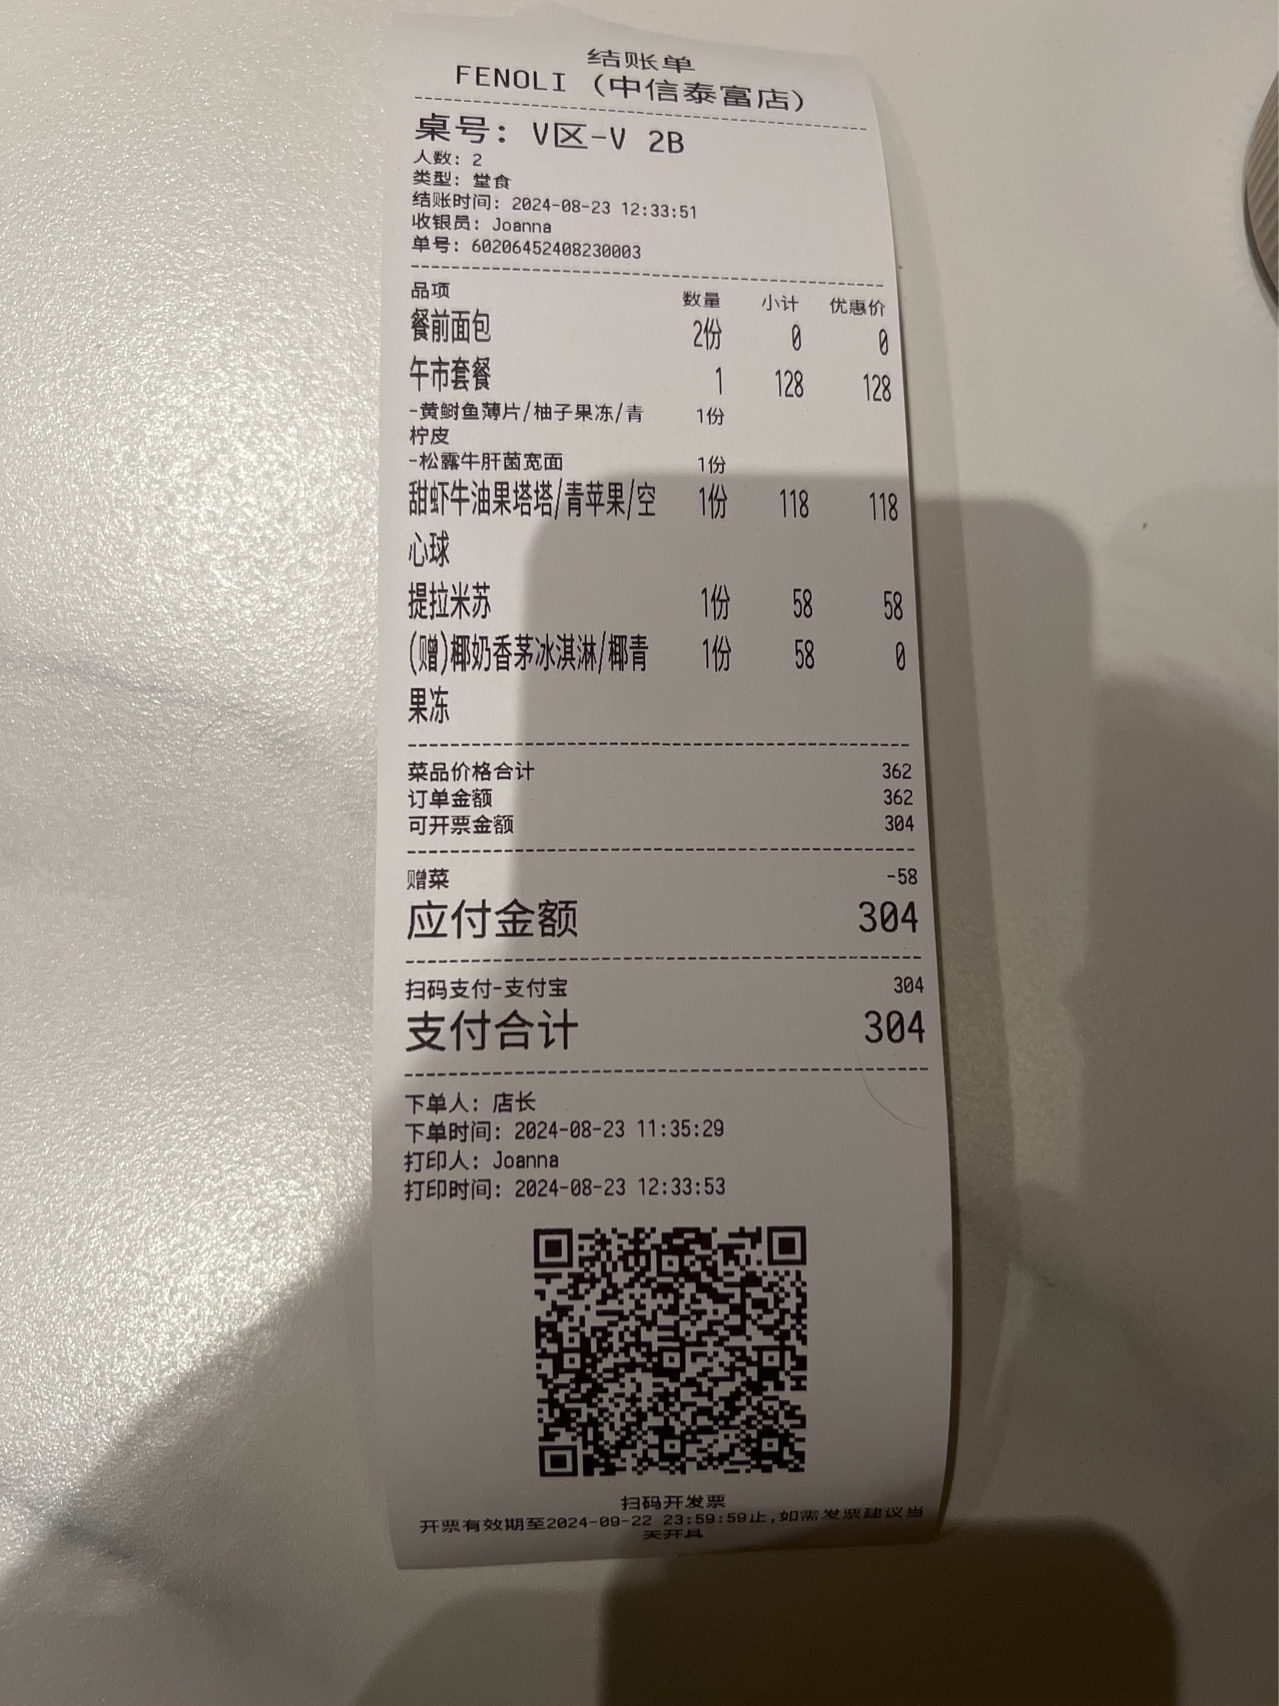 结账单
FENOLI (中信泰富店)
桌号: V区-V 2B
人数: 2
类型: 堂食
结账时间: 2024-08-23 12:33:51
收银员: Joanna
单号: 60206452408230003
品项 数量 小计 优惠价
餐前面包 2份 0 0
午市套餐 1 128 128
-黄鲥鱼薄片/柚子果冻/青 1份
柠皮
-松露牛肝菌宽面 1份
甜虾牛油果塔塔/青苹果/空 1份 118 118
心球
提拉米苏 1份 58 58
(赠)椰奶香茅冰淇淋/椰青 1份 58 0
果冻
菜品价格合计 362
订单金额 362
可开票金额 304
赠菜 -58
应付金额 304
扫码支付-支付宝 304
支付合计 304
下单人: 店长
下单时间: 2024-08-23 11:35:29
打印人: Joanna
打印时间: 2024-08-23 12:33:53
扫码开发票
开票有效期至2024-09-22 23:59:59止,如需发票建议当
天开具